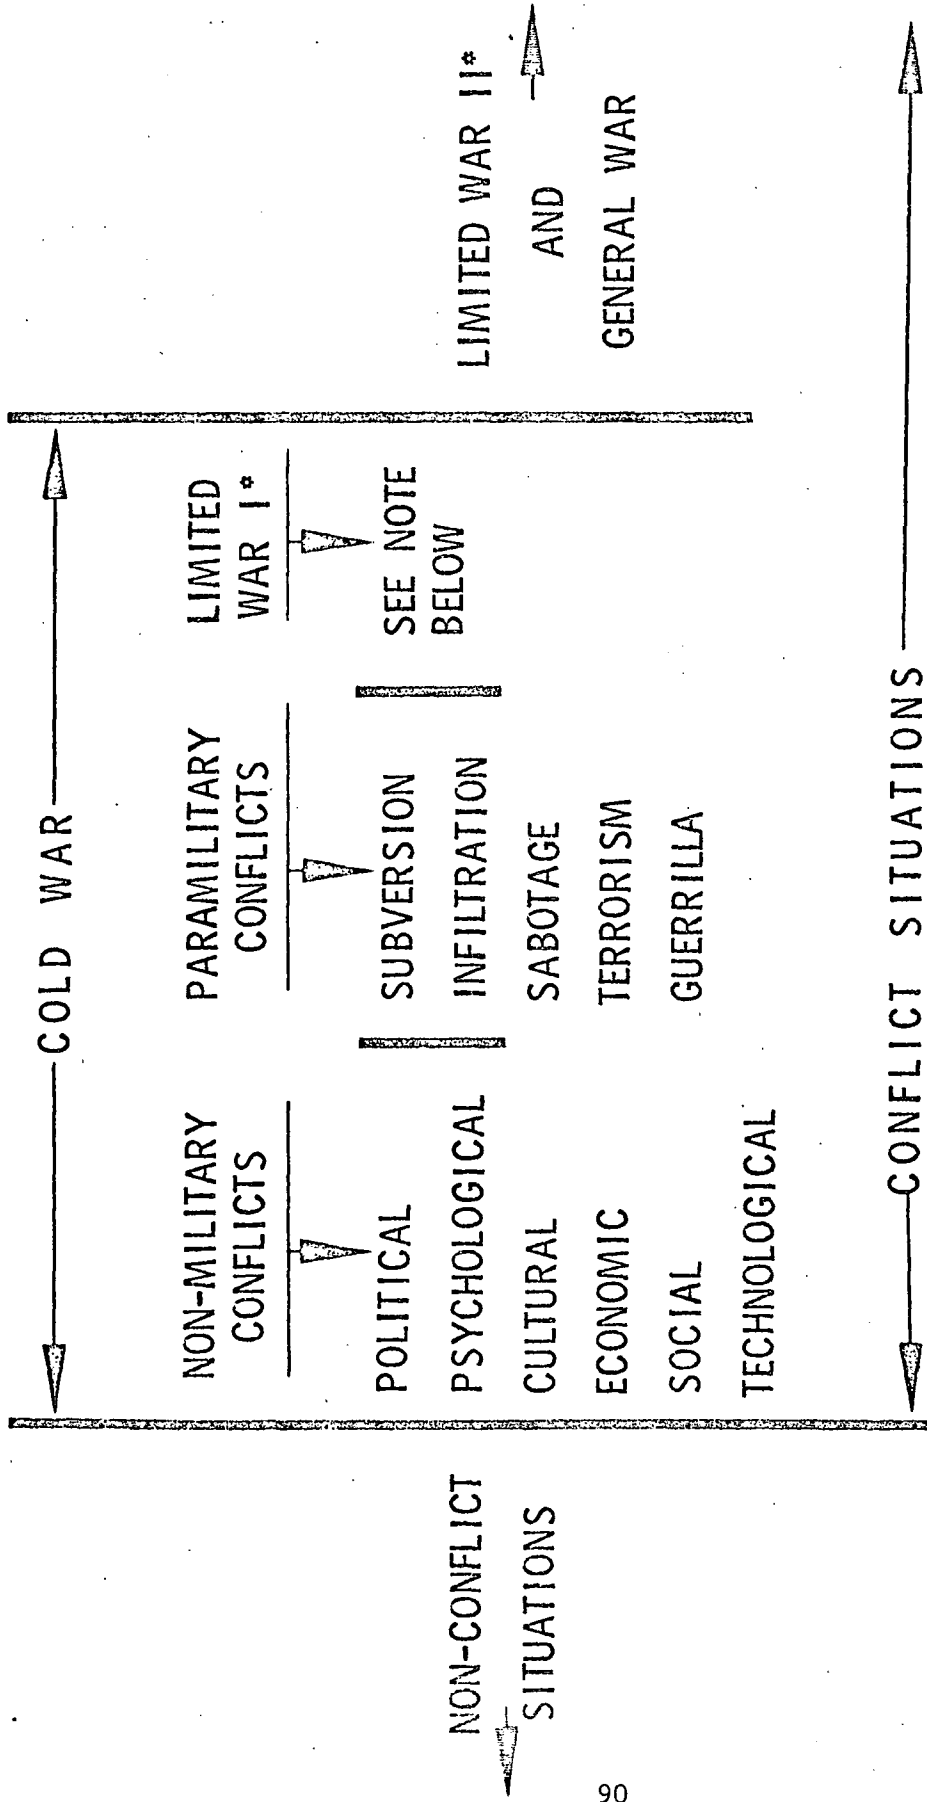 COLD WAR
NON-CONFLICT
SITUATIONS
NON-MILITARY
CONFLICTS
POLITICAL
PSYCHOLOGICAL
CULTURAL
ECONOMIC
SOCIAL
TECHNOLOGICAL
PARAMILITARY
CONFLICTS
SUBVERSION
INFILTRATION
SABOTAGE
TERRORISM
GUERRILLA
LIMITED
WAR I*
SEE NOTE
BELOW
LIMITED WAR II*
AND
GENERAL WAR
CONFLICT SITUATIONS
90